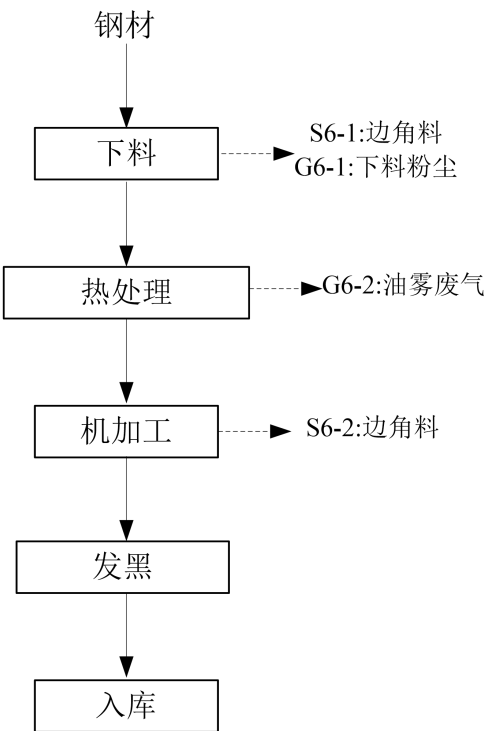 钢材
下料
S6-1:边角料
G6-1:下料粉尘
热处理
G6-2:油雾废气
机加工
S6-2:边角料
发黑
入库